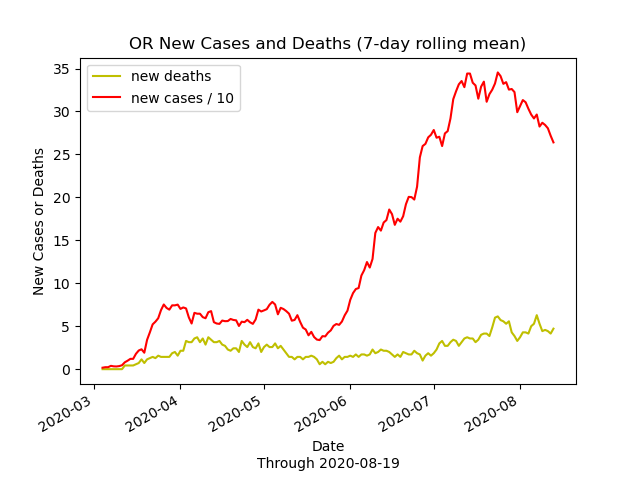 OR New Cases and Deaths (7-day rolling mean)
new deaths
new cases / 10
35
30
25
20
15
10
5
0
New Cases or Deaths
2020-03
2020-04
2020-05
2020-06
2020-07
2020-08
Date
Through 2020-08-19